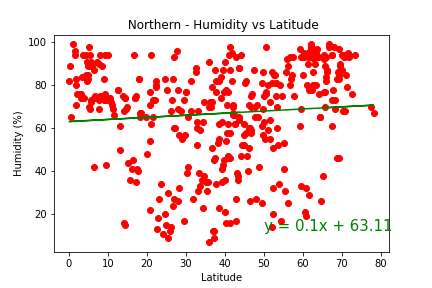 Northern - Humidity vs Latitude
100
80
60
40
20
Humidity (%)
y = 0.1x + 63.11
0 10 20 30 40 50 60 70 80
Latitude